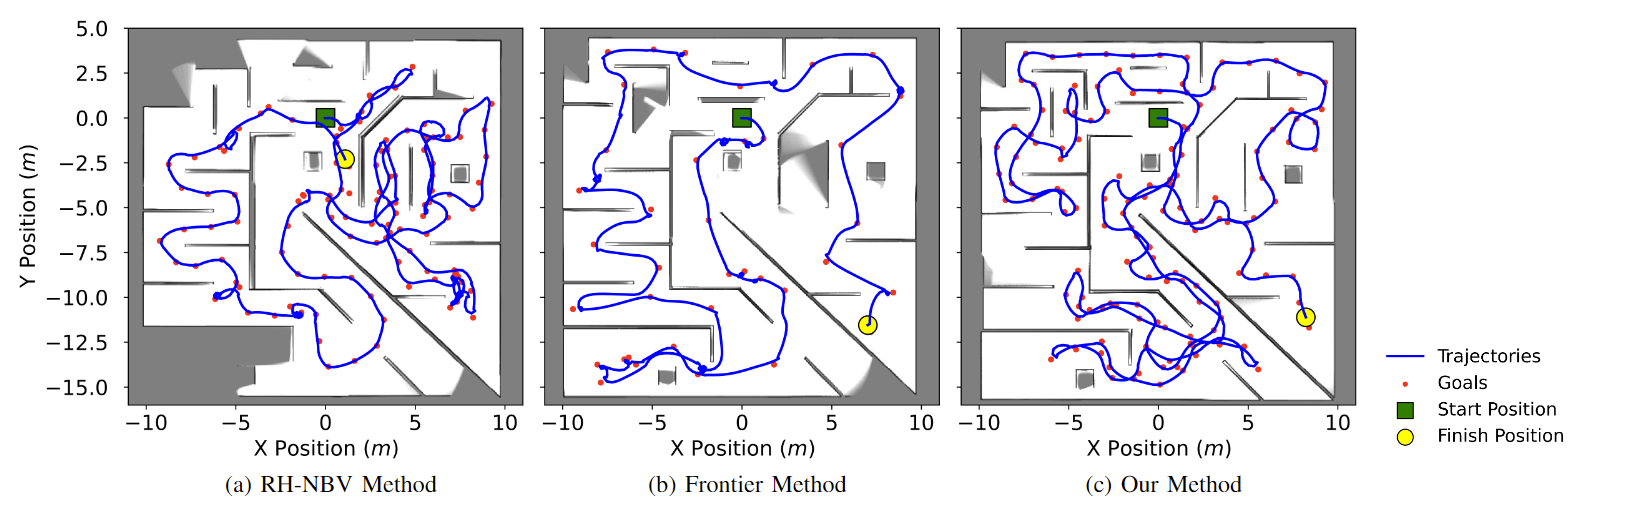 5.0
2.5
0.0
−2.5
−5.0
−7.5
−10.0
−12.5
−15.0
Y Position (m)
−10 −5 0 5 10
X Position (m)
(a) RH-NBV Method
−10 −5 0 5 10
X Position (m)
(b) Frontier Method
−10 −5 0 5 10
X Position (m)
(c) Our Method
Trajectories
Goals
Start Position
Finish Position